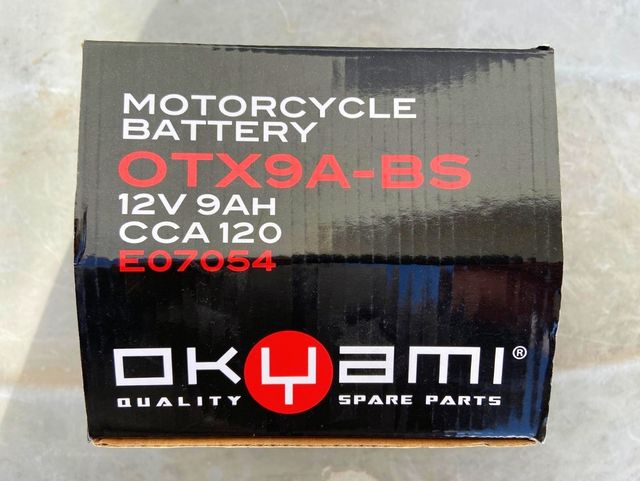 MOTORCYCLE
BATTERY
OTX9A-BS
12V 9AH
CCA 120
E07054
OKYAMI®
QUALITY SPARE PARTS